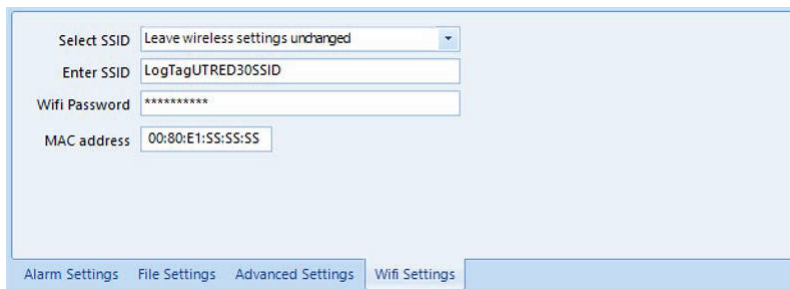 Select SSID Leave wireless settings unchanged
Enter SSID LogTagUTRED30SSID
Wifi Password **********
MAC address 00:80:E1:SS:SS:SS
Alarm Settings File Settings Advanced Settings Wifi Settings